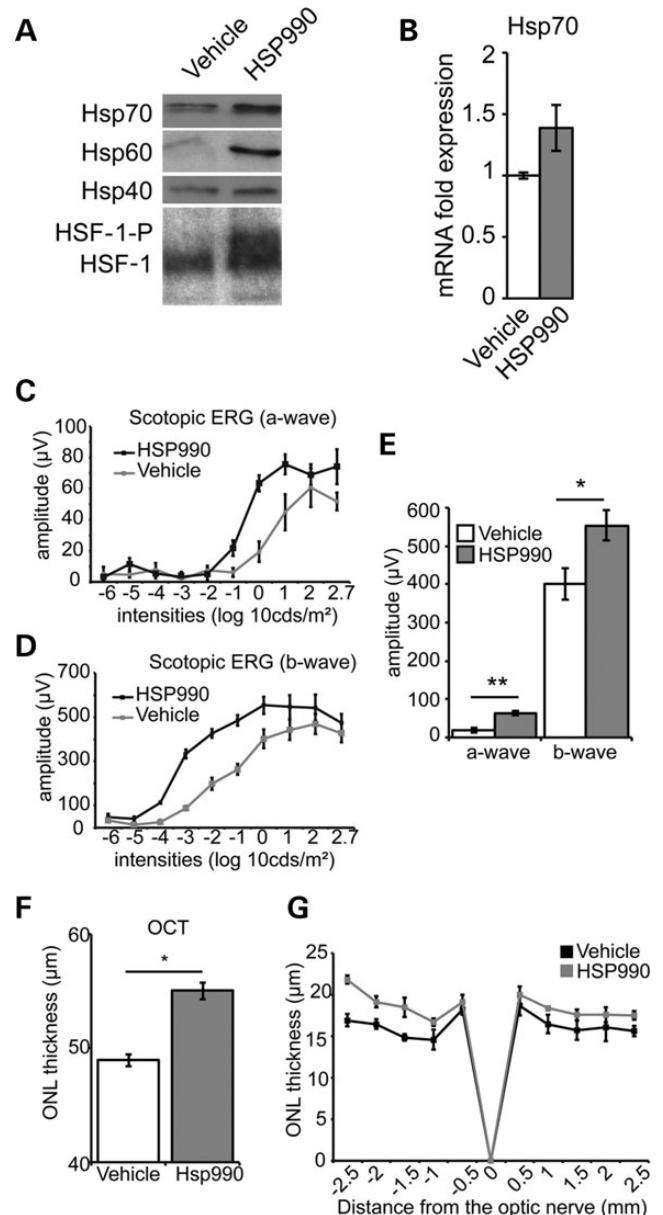 A
Vehicle
HSP990
Hsp70
Hsp60
Hsp40
HSF-1-P
HSF-1
B
Hsp70
mRNA fold expression
2
1.5
1
0.5
0
Vehicle
HSP990
C
Scotopic ERG (a-wave)
HSP990
Vehicle
amplitude (µV)
100
80
60
40
20
0
-6 -5 -4 -3 -2 -1 0 1 2 2.7
intensities (log 10cds/m²)
D
Scotopic ERG (b-wave)
HSP990
Vehicle
amplitude (µV)
700
500
300
100
0
-6 -5 -4 -3 -2 -1 0 1 2 2.7
intensities (log 10cds/m²)
E
*
**
Vehicle
HSP990
amplitude (µV)
600
500
400
300
200
100
0
a-wave b-wave
F
OCT
*
ONL thickness (µm)
60
50
40
Vehicle Hsp990
G
Vehicle
HSP990
ONL thickness (µm)
25
20
15
10
5
0
-2.5 -2 -1.5 -1 -0.5 0 0.5 1 1.5 2 2.5
Distance from the optic nerve (mm)